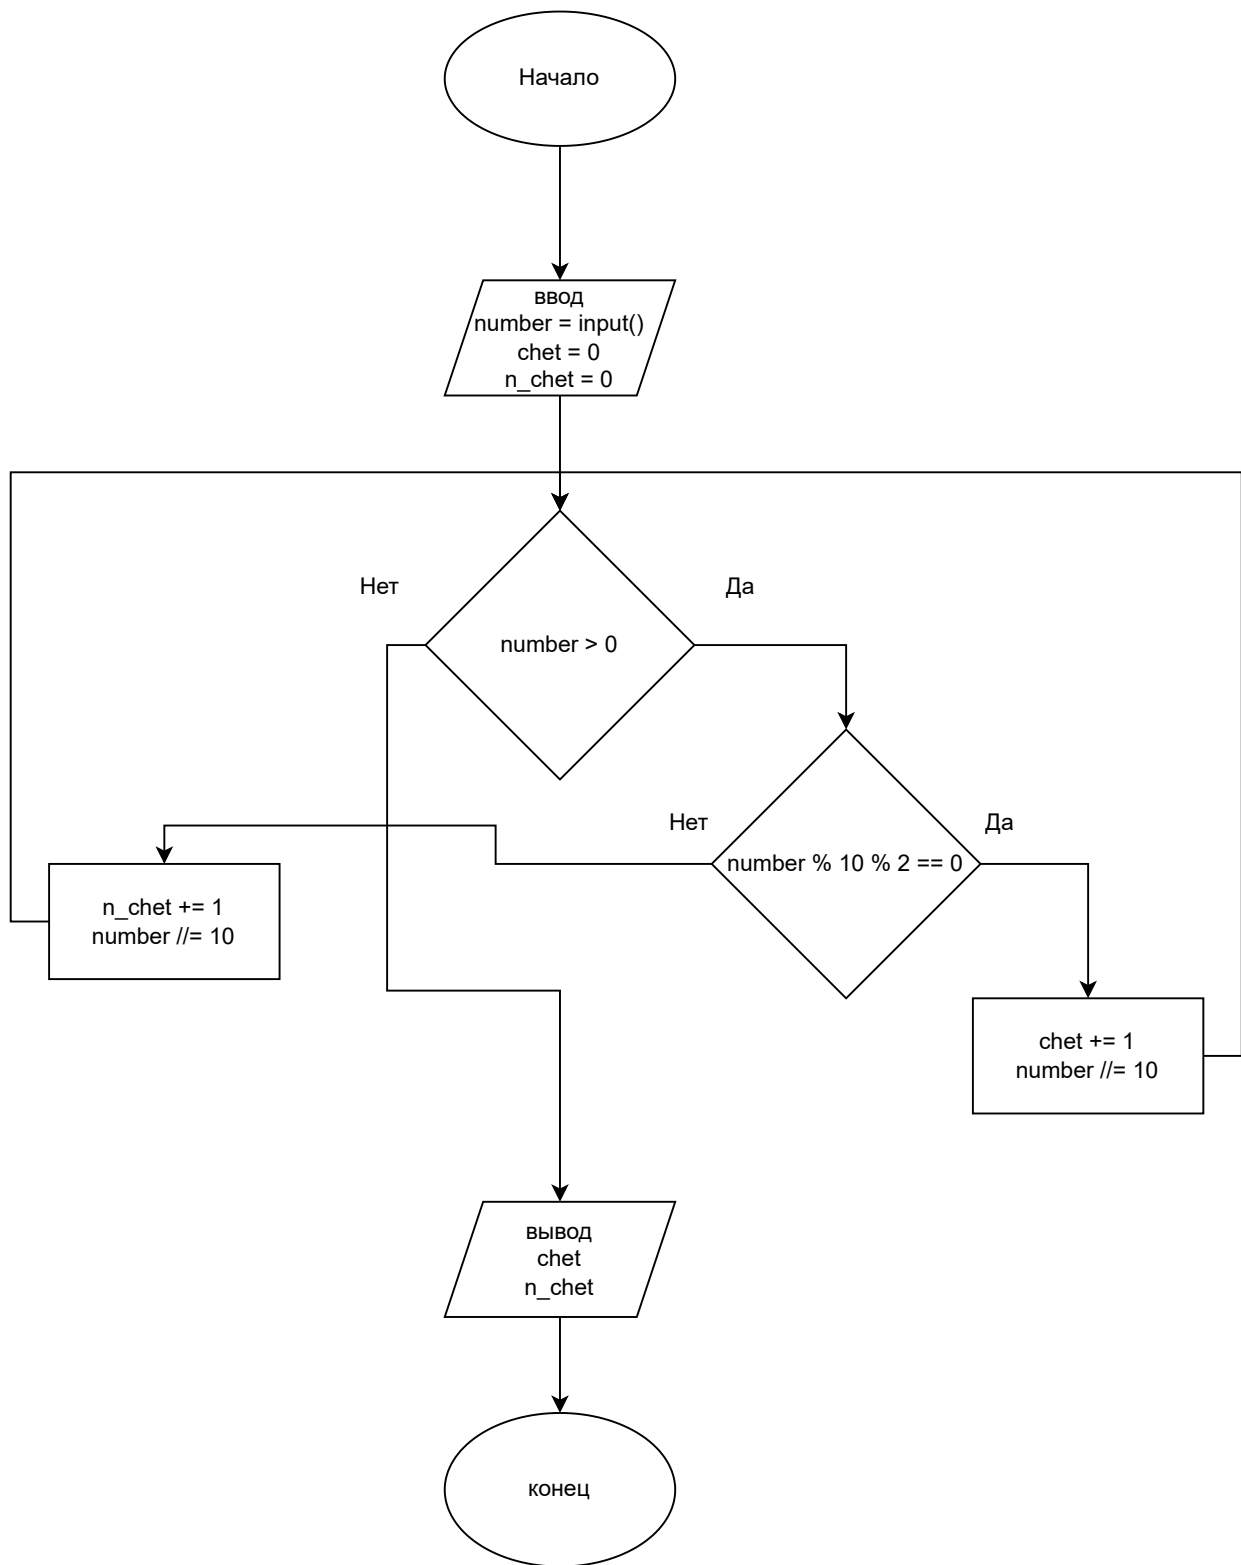 Начало
ввод
number = input()
chet = 0
n_chet = 0
Нет
Да
number > 0
Нет
Да
number % 10 % 2 == 0
n_chet += 1
number //= 10
chet += 1
number //= 10
вывод
chet
n_chet
конец